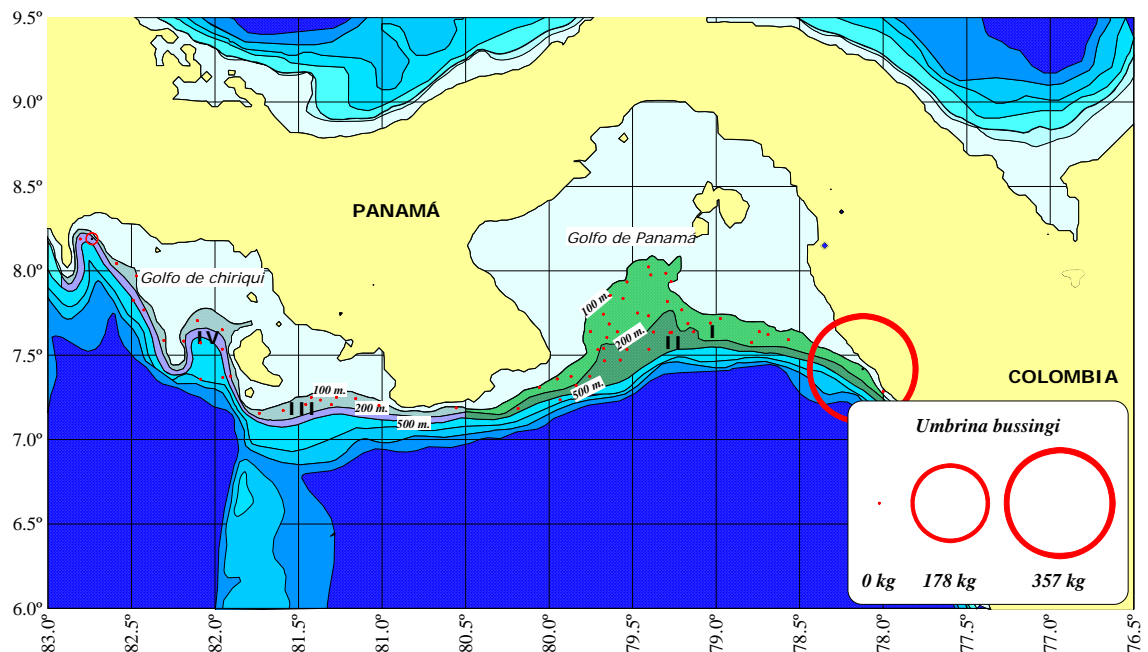 9.5º
9.0º
8.5º
8.0º
7.5º
7.0º
6.5º
6.0º
PANAMÁ
Golfo de Panamá
Golfo de chiriqui
COLOMBIA
100 m.
200 m.
500 m.
I
II
IV
III
100 m.
200 m.
500 m.
Umbrina bussingi
0 kg 178 kg 357 kg
83.0º 82.5º 82.0º 81.5º 81.0º 80.5º 80.0º 79.5º 79.0º 78.5º 78.0º 77.5º 77.0º 76.5º